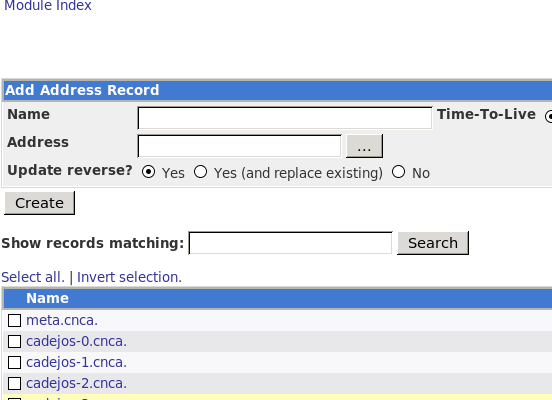 Module Index
Add Address Record
Name Time-To-Live
Address ...
Update reverse? Yes Yes (and replace existing) No
Create
Show records matching: Search
Select all. | Invert selection.
Name
meta.cnca.
cadejos-0.cnca.
cadejos-1.cnca.
cadejos-2.cnca.